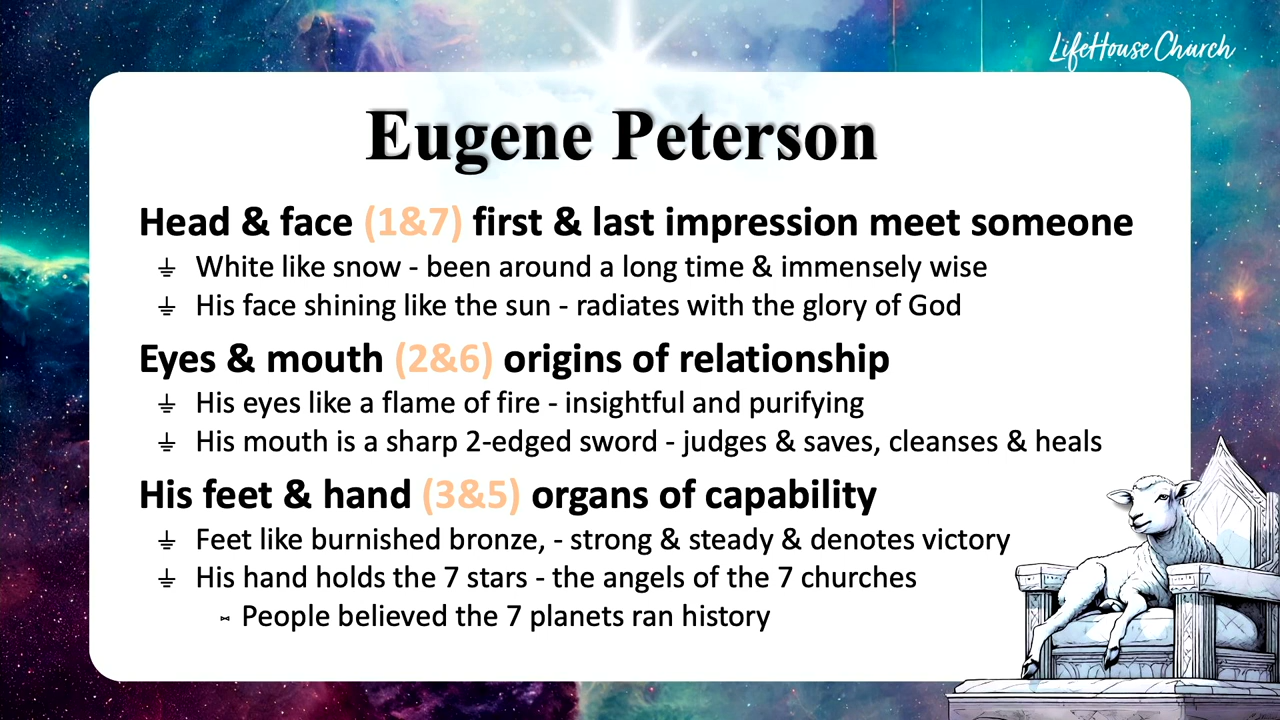 LifeHouse Church
Eugene Peterson
Head & face (1&7) first & last impression meet someone
White like snow - been around a long time & immensely wise
His face shining like the sun - radiates with the glory of God
Eyes & mouth (2&6) origins of relationship
His eyes like a flame of fire - insightful and purifying
His mouth is a sharp 2-edged sword - judges & saves, cleanses & heals
His feet & hand (3&5) organs of capability
Feet like burnished bronze, - strong & steady & denotes victory
His hand holds the 7 stars - the angels of the 7 churches
People believed the 7 planets ran history